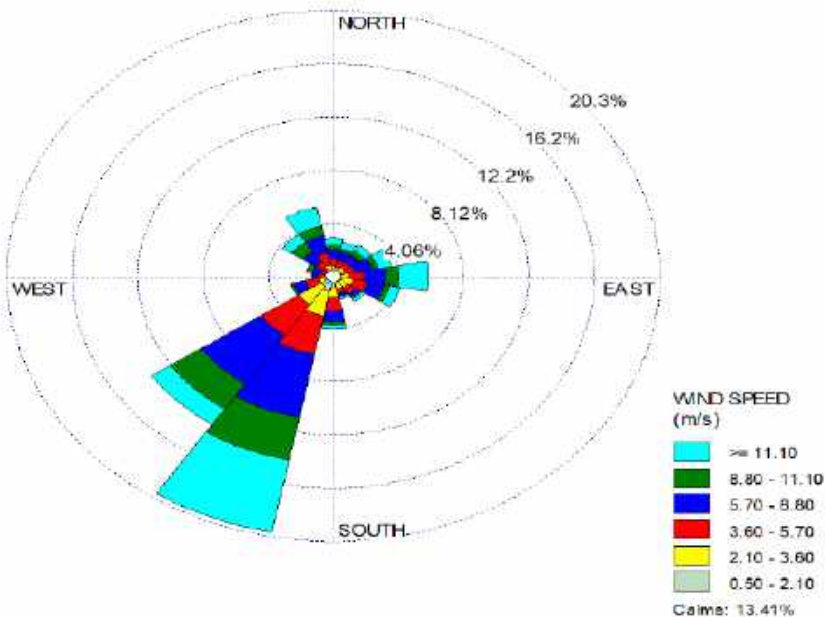 NORTH
20.3%
16.2%
12.2%
8.12%
4.06%
WEST
EAST
SOUTH
WIND SPEED
(m/s)
>= 11.10
8.80 - 11.10
5.70 - 8.80
3.60 - 5.70
2.10 - 3.60
0.50 - 2.10
Calms: 13.41%